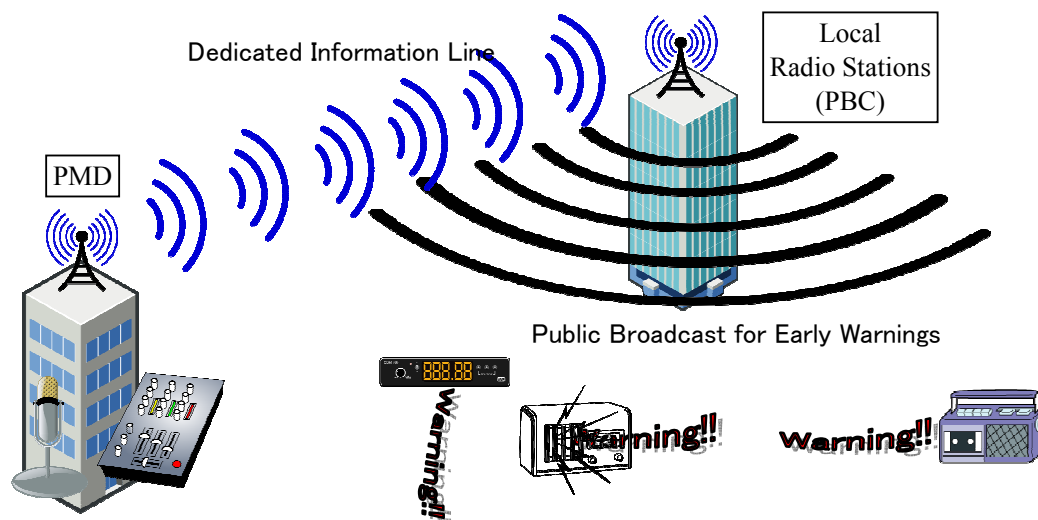 Dedicated Information Line
Local
Radio Stations
(PBC)
PMD
Public Broadcast for Early Warnings
888.88
Warning!!
Warning!!
Warning!!